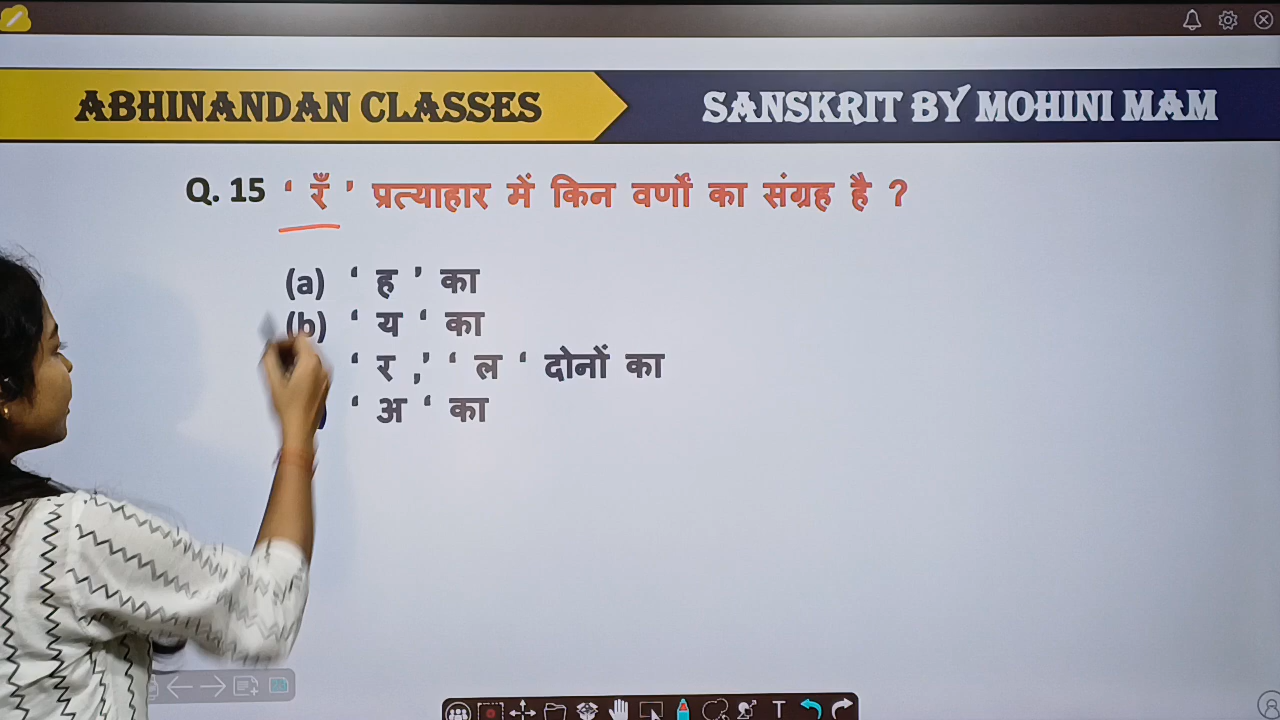 ABHINANDAN CLASSES
SANSKRIT BY MOHINI MAM
Q. 15 ‘ रँ ’ प्रत्याहार में किन वर्णों का संग्रह है ?
(a) ‘ ह ’ का
(b) ‘ य ‘ का
‘ र ,’ ‘ ल ‘ दोनों का
) ‘ अ ‘ का
T